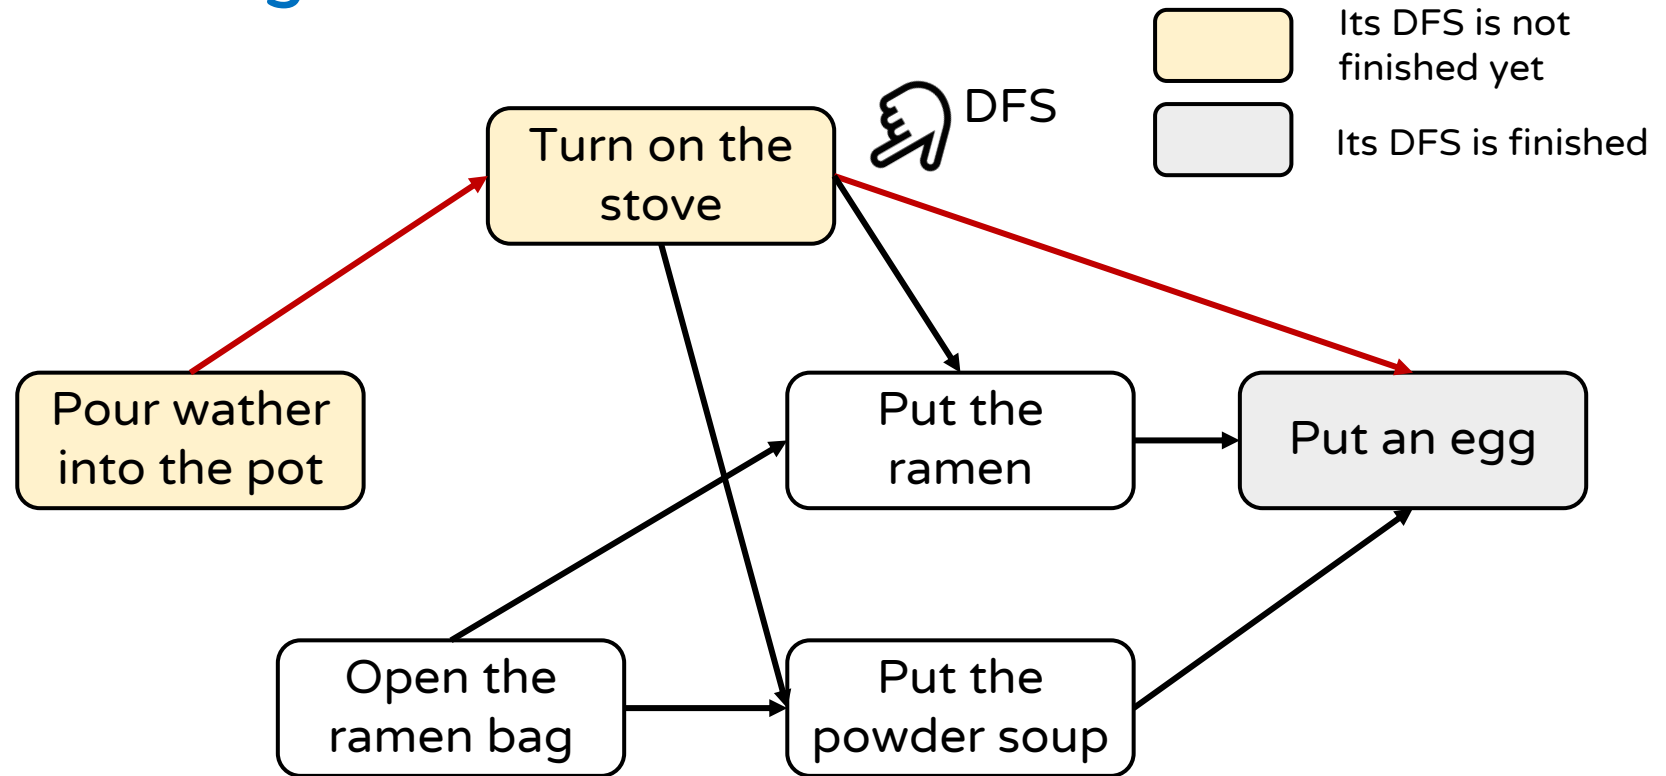 Its DFS is not
finished yet
DFS
Its DFS is finished
Turn on the
stove
Pour wather
into the pot
Put the
ramen
Put an egg
Open the
ramen bag
Put the
powder soup